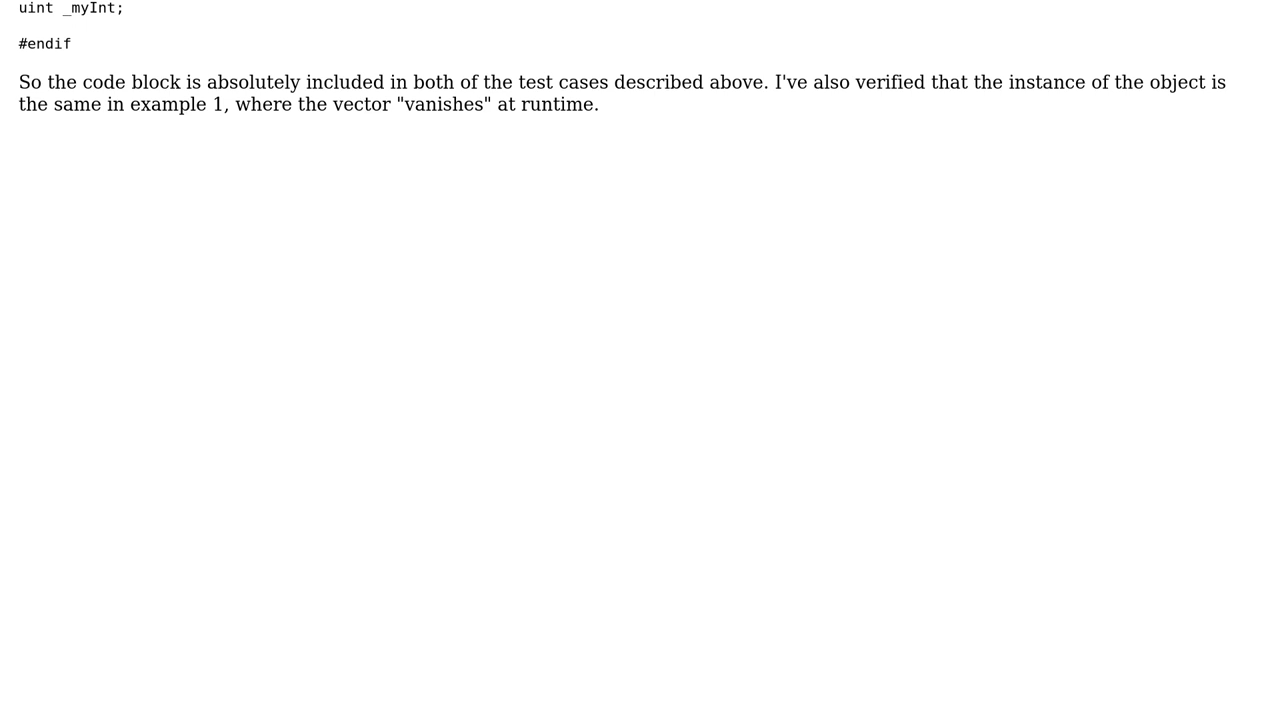 uint _myInt;
#endif
So the code block is absolutely included in both of the test cases described above. I've also verified that the instance of the object is
the same in example 1, where the vector "vanishes" at runtime.